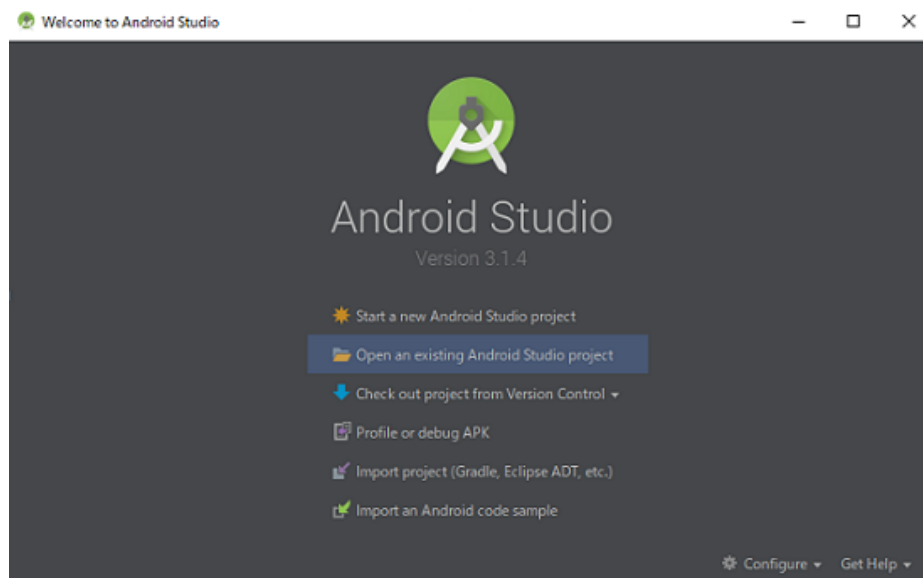 Welcome to Android Studio
Android Studio
Version 3.1.4
Start a new Android Studio project
Open an existing Android Studio project
Check out project from Version Control
Profile or debug APK
Import project (Gradle, Eclipse ADT, etc.)
Import an Android code sample
Configure Get Help